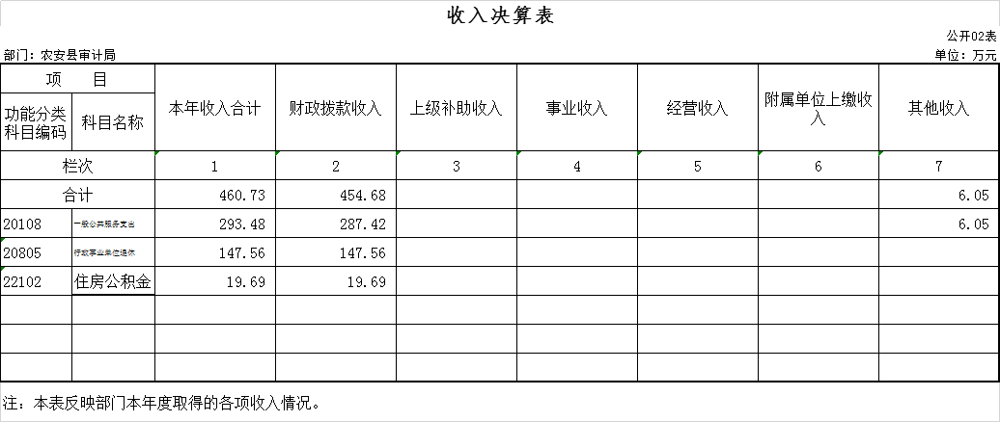 收入决算表
公开02表
部门：农安县审计局 单位：万元
项 目 本年收入合计 财政拨款收入 上级补助收入 事业收入 经营收入 附属单位上缴收入 其他收入
功能分类科目编码 科目名称
栏次 1 2 3 4 5 6 7
合计 460.73 454.68 6.05
20108 一般公共服务支出 293.48 287.42 6.05
20805 行政事业单位退休 147.56 147.56
22102 住房公积金 19.69 19.69
注：本表反映部门本年度取得的各项收入情况。